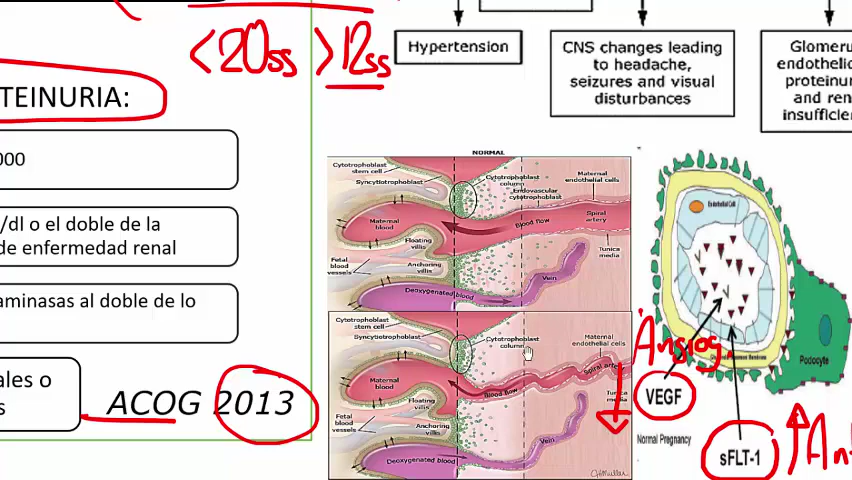 <20ss >12ss
TEINURIA:
000
/dl o el doble de la
de enfermedad renal
aminasas al doble de lo
ales o
s
ACOG 2013
Hypertension
CNS changes leading
to headache,
seizures and visual
disturbances
Glomeru
endothelio
proteinur
and ren
insufficien
NORMAL
Cytotrophoblast
stem cell
Syncytiotrophoblast
Cytotrophoblast
column
Endovascular
cytotrophoblast
Maternal
endothelial cells
Maternal
blood
Blood flow
Spiral
artery
Floating
villis
Tunica
media
Fetal
blood
vessels
Anchoring
villis
Vein
Deoxygenated blood
Cytotrophoblast
stem cell
Syncytiotrophoblast
Cytotrophoblast
column
Maternal
endothelial cells
Maternal
blood
Blood flow
Spiral artery
Floating
villis
Tunica
media
Fetal blood
vessels
Anchoring
villis
Vein
Deoxygenated blood
Endothelial Cell
Podocyte
Angiog
VEGF
Normal Pregnancy
sFLT-1
Ant